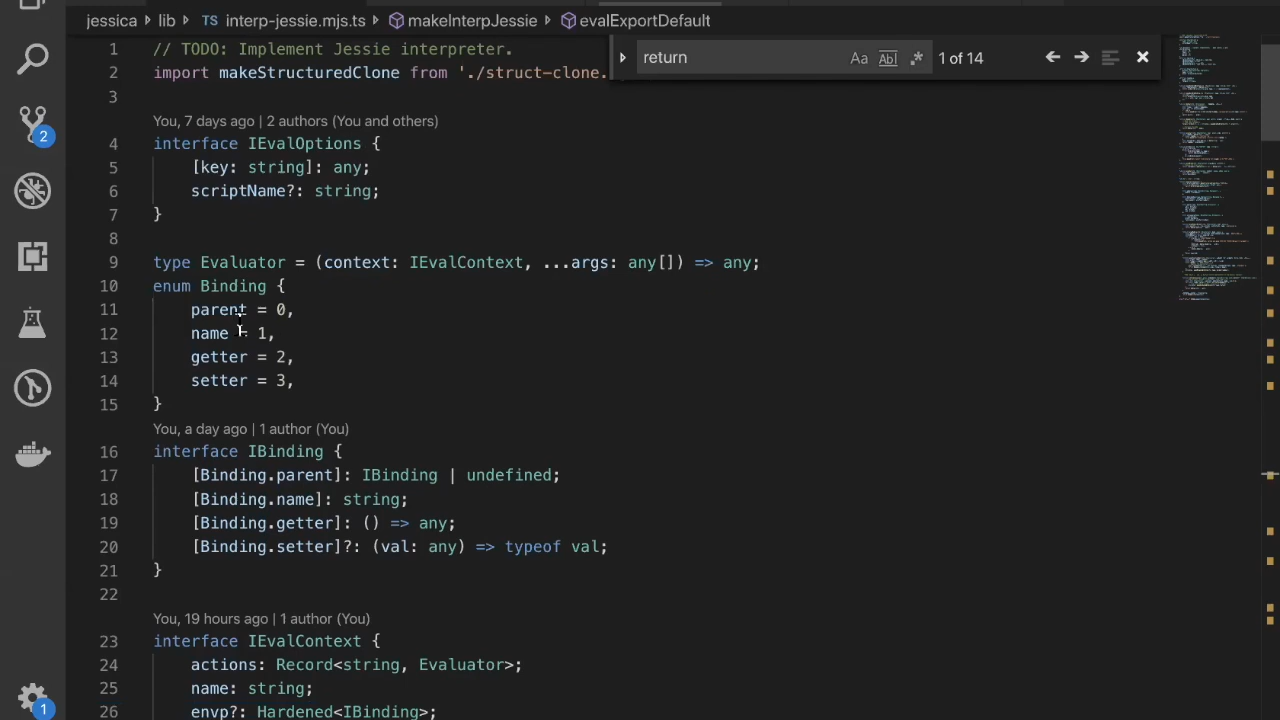 jessica › lib › TS interp-jessie.mjs.ts › makeInterpJessie › evalExportDefault
return Aa Abl .* 1 of 14
1 // TODO: Implement Jessie interpreter.
2 import makeStructuredClone from './struct-clone.
3
You, 7 days ago | 2 authors (You and others)
4 interface IEvalOptions {
5 [key: string]: any;
6 scriptName?: string;
7 }
8
9 type Evaluator = (context: IEvalContext, ...args: any[]) => any;
10 enum Binding {
11 parent = 0,
12 name = 1,
13 getter = 2,
14 setter = 3,
15 }
You, a day ago | 1 author (You)
16 interface IBinding {
17 [Binding.parent]: IBinding | undefined;
18 [Binding.name]: string;
19 [Binding.getter]: () => any;
20 [Binding.setter]?: (val: any) => typeof val;
21 }
22
You, 19 hours ago | 1 author (You)
23 interface IEvalContext {
24 actions: Record<string, Evaluator>;
25 name: string;
26 envp?: Hardened<IBinding>;
2
1